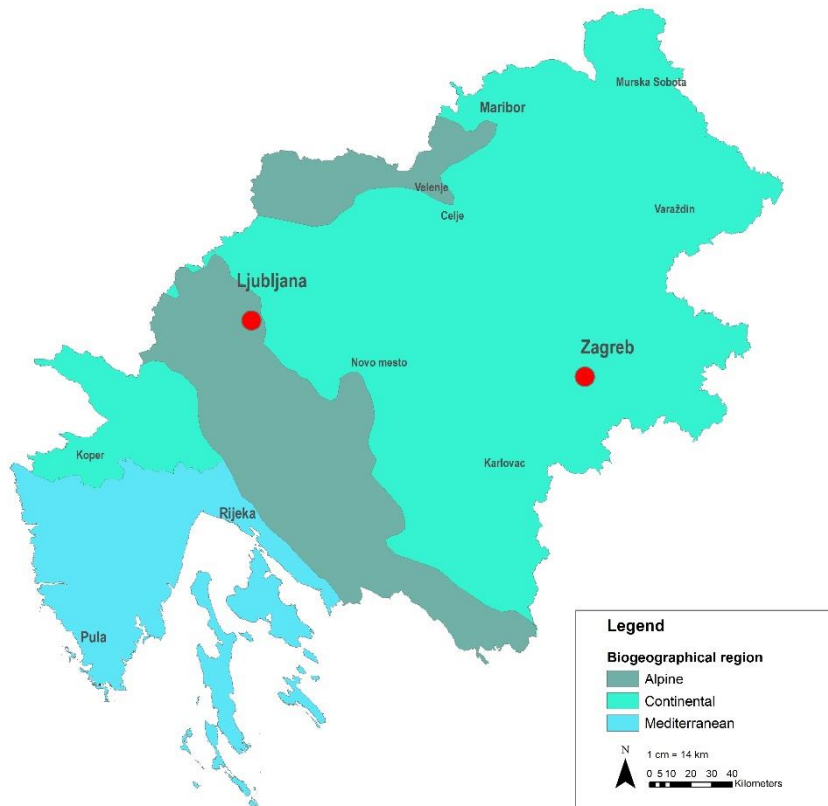 Murska Sobota
Maribor
Velenje
Celje
Varaždin
Ljubljana
Zagreb
Novo mesto
Koper
Karlovac
Rijeka
Pula
Legend
Biogeographical region
Alpine
Continental
Mediterranean
N
1 cm = 14 km
0 5 10 20 30 40
Kilometers